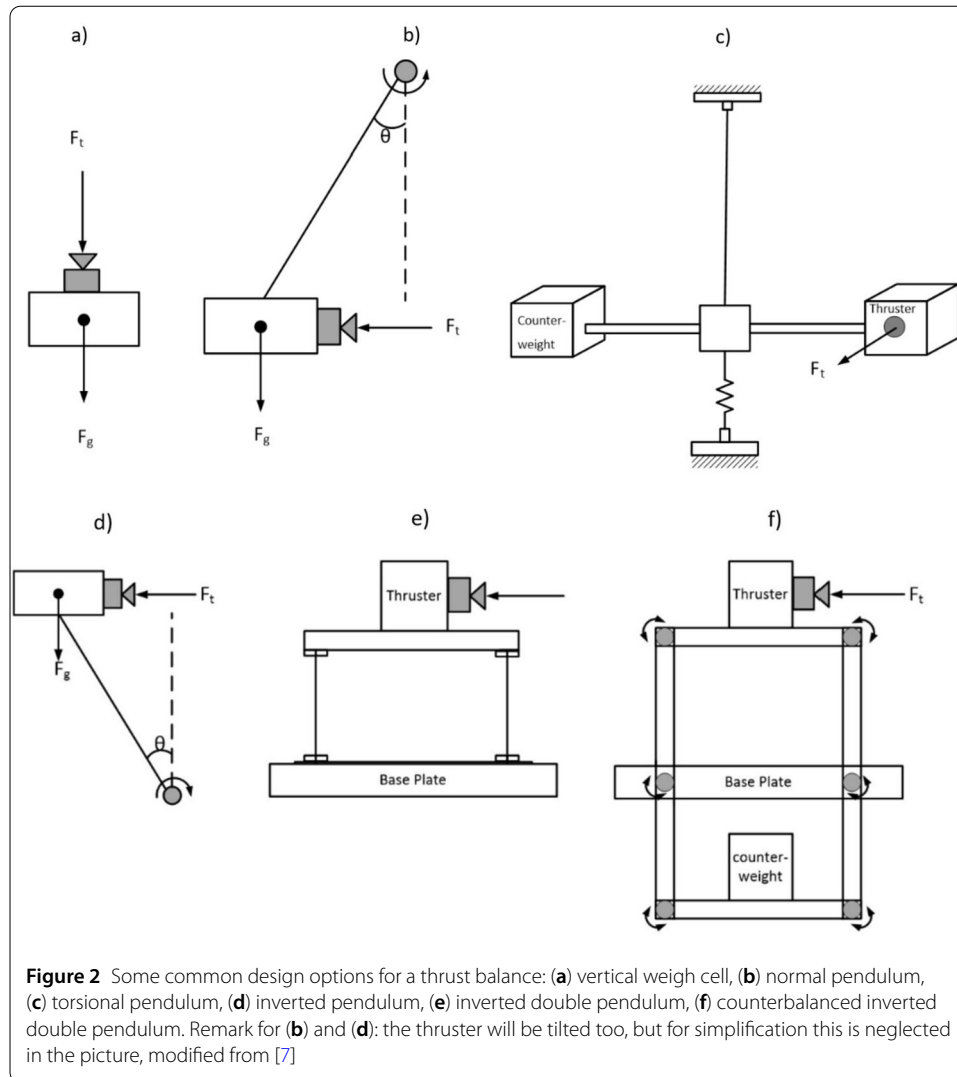 a)
b)
c)
Ft
θ
Fg
Ft
Counter-
weight
Thruster
Ft
Fg
d)
e)
f)
Ft
Fg
θ
Thruster
Base Plate
Thruster
Ft
Base Plate
counter-
weight
Figure 2 Some common design options for a thrust balance: (a) vertical weigh cell, (b) normal pendulum,
(c) torsional pendulum, (d) inverted pendulum, (e) inverted double pendulum, (f) counterbalanced inverted
double pendulum. Remark for (b) and (d): the thruster will be tilted too, but for simplification this is neglected
in the picture, modified from [7]